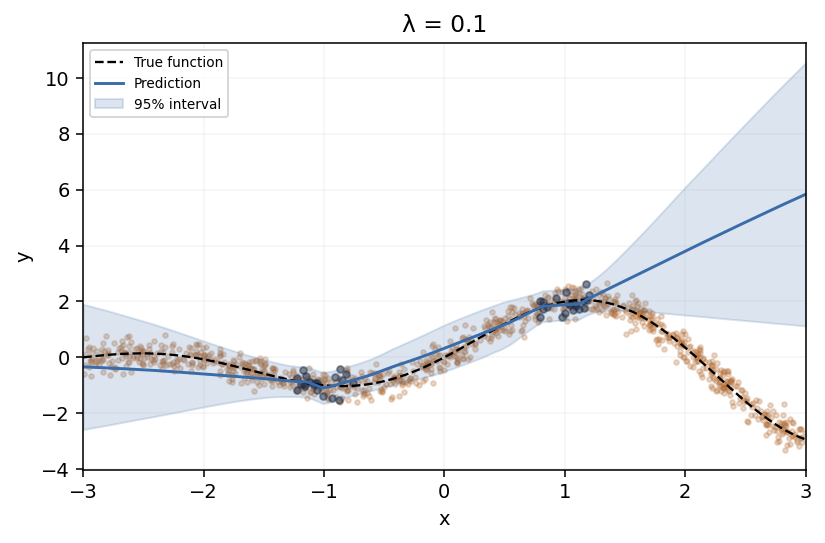 λ = 0.1
True function
Prediction
95% interval
10
8
6
4
2
0
−2
−4
y
−3
−2
−1
0
1
2
3
x